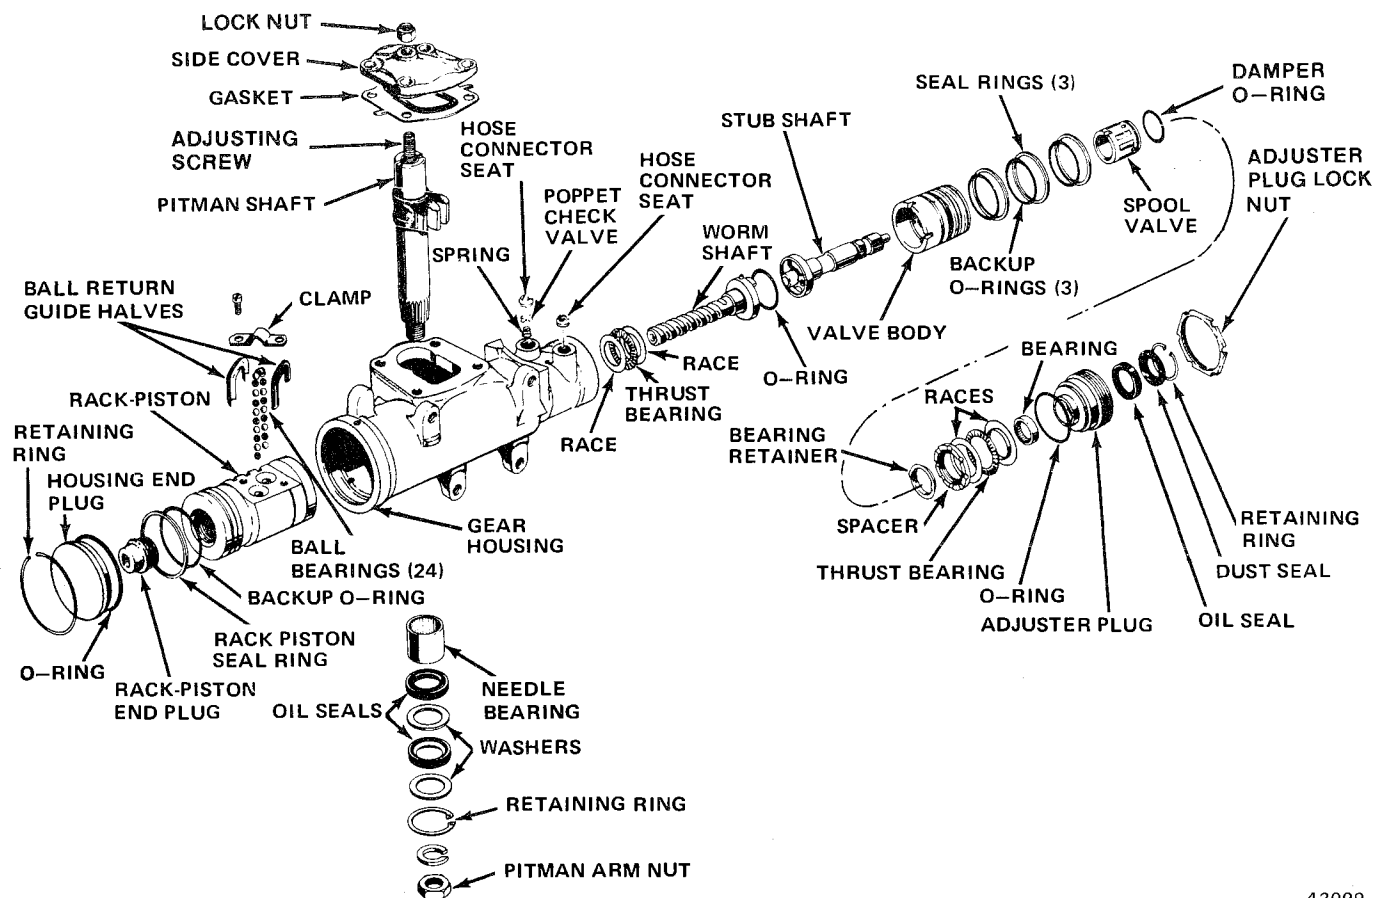 LOCK NUT
SIDE COVER
GASKET
ADJUSTING
SCREW
PITMAN SHAFT
HOSE
CONNECTOR
SEAT
POPPET
CHECK
VALVE
SPRING
HOSE
CONNECTOR
SEAT
WORM
SHAFT
STUB SHAFT
SEAL RINGS (3)
DAMPER
O–RING
ADJUSTER
PLUG LOCK
NUT
SPOOL
VALVE
BACKUP
O-RINGS (3)
VALVE BODY
O–RING
RACE
THRUST
BEARING
RACE
BALL RETURN
GUIDE HALVES
CLAMP
RACK-PISTON
RETAINING
RING
HOUSING END
PLUG
GEAR
HOUSING
BALL
BEARINGS (24)
BACKUP O–RING
RACK PISTON
SEAL RING
O–RING
RACK-PISTON
END PLUG
BEARING
RACES
BEARING
RETAINER
SPACER
THRUST BEARING
O–RING
ADJUSTER PLUG
RETAINING
RING
DUST SEAL
OIL SEAL
NEEDLE
BEARING
OIL SEALS
WASHERS
RETAINING RING
PITMAN ARM NUT